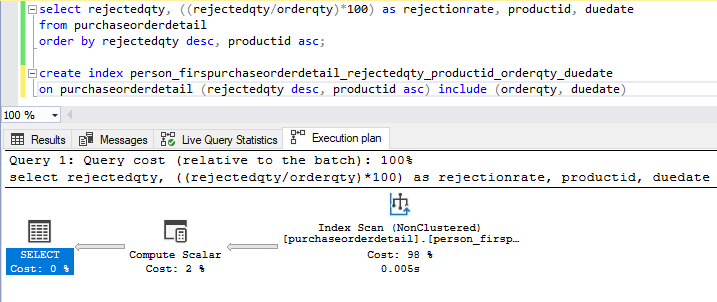 select rejectedqty, ((rejectedqty/orderqty)*100) as rejectionrate, productid, duedate
from purchaseorderdetail
order by rejectedqty desc, productid asc;
create index person_firspurchaseorderdetail_rejectedqty_productid_orderqty_duedate
on purchaseorderdetail (rejectedqty desc, productid asc) include (orderqty, duedate)
100 %
Results Messages Live Query Statistics Execution plan
Query 1: Query cost (relative to the batch): 100%
select rejectedqty, ((rejectedqty/orderqty)*100) as rejectionrate, productid, duedate
SELECT
Cost: 0 %
Compute Scalar
Cost: 2 %
Index Scan (NonClustered)
[purchaseorderdetail].[person_firsp…
Cost: 98 %
0.005s